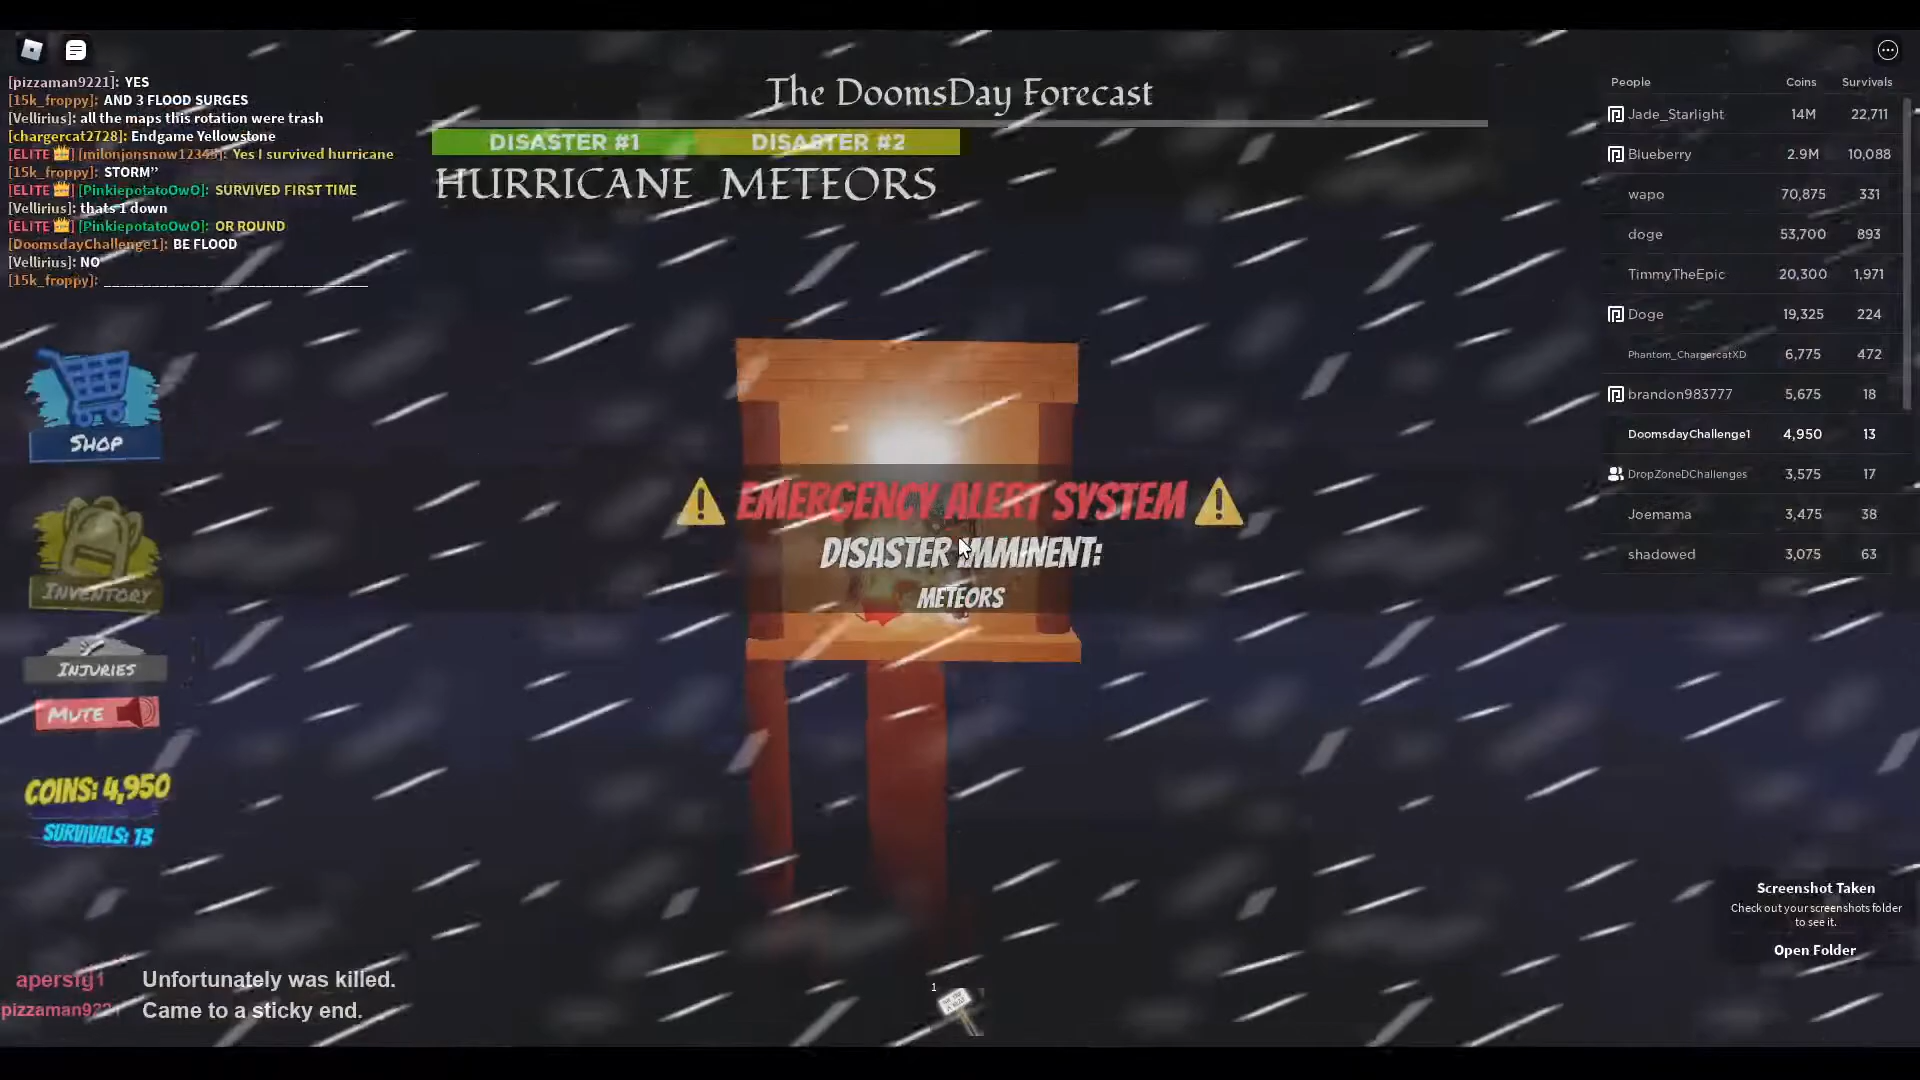 [pizzaman9221]: YES
[15k_froppy]: AND 3 FLOOD SURGES
[Vellirius]: all the maps this rotation were trash
[chargercat2728]: Endgame Yellowstone
[ELITE👑] [milonjonsnow12345]: Yes I survived hurricane
[15k_froppy]: STORM”
[ELITE👑] [PinkiepotatoOwO]: SURVIVED FIRST TIME
[Vellirius]: thats 1 down
[ELITE👑] [PinkiepotatoOwO]: OR ROUND
[DoomsdayChallenge1]: BE FLOOD
[Vellirius]: NO
[15k_froppy]: _________________________________
The DoomsDay Forecast
DISASTER #1 DISASTER #2
HURRICANE METEORS
People Coins Survivals
Jade_Starlight 14M 22,711
Blueberry 2.9M 10,088
wapo 70,875 331
doge 53,700 893
TimmyTheEpic 20,300 1,971
Doge 19,325 224
Phantom_ChargercatXD 6,775 472
brandon983777 5,675 18
DoomsdayChallenge1 4,950 13
DropZoneDChallenges 3,575 17
Joemama 3,475 38
shadowed 3,075 63
SHOP
INVENTORY
INJURIES
MUTE
COINS: 4,950
SURVIVALS: 13
⚠ EMERGENCY ALERT SYSTEM ⚠
DISASTER IMMINENT:
METEORS
Screenshot Taken
Check out your screenshots folder
to see it.
Open Folder
apersfg1 Unfortunately was killed.
Came to a sticky end.
1